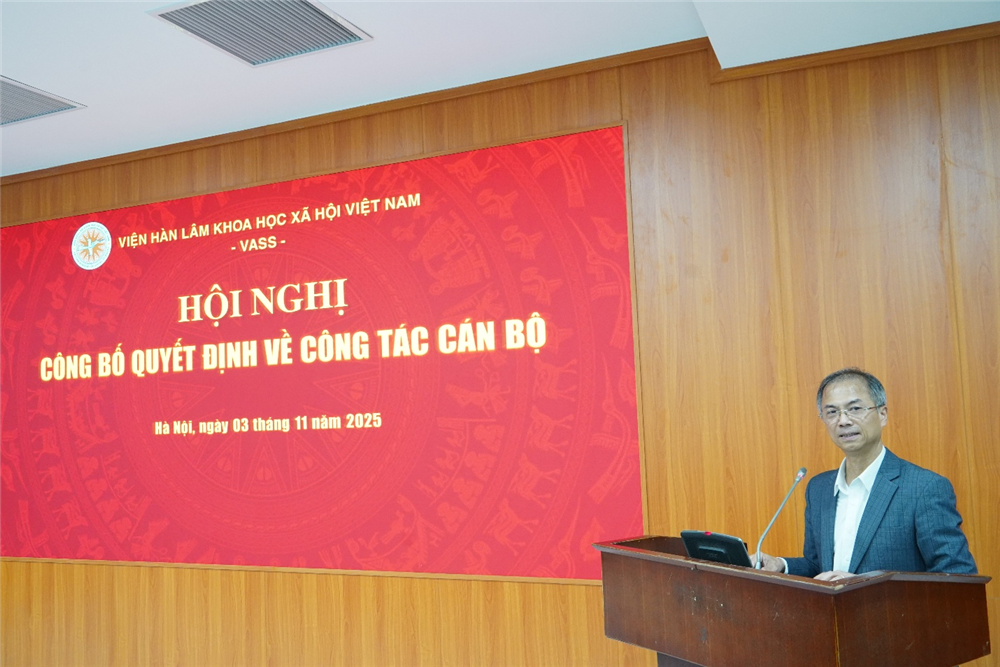 VIỆN HÀN LÂM KHOA HỌC XÃ HỘI VIỆT NAM
- VASS -
HỘI NGHỊ
CÔNG BỐ QUYẾT ĐỊNH VỀ CÔNG TÁC CÁN BỘ
Hà Nội, ngày 03 tháng 11 năm 2025